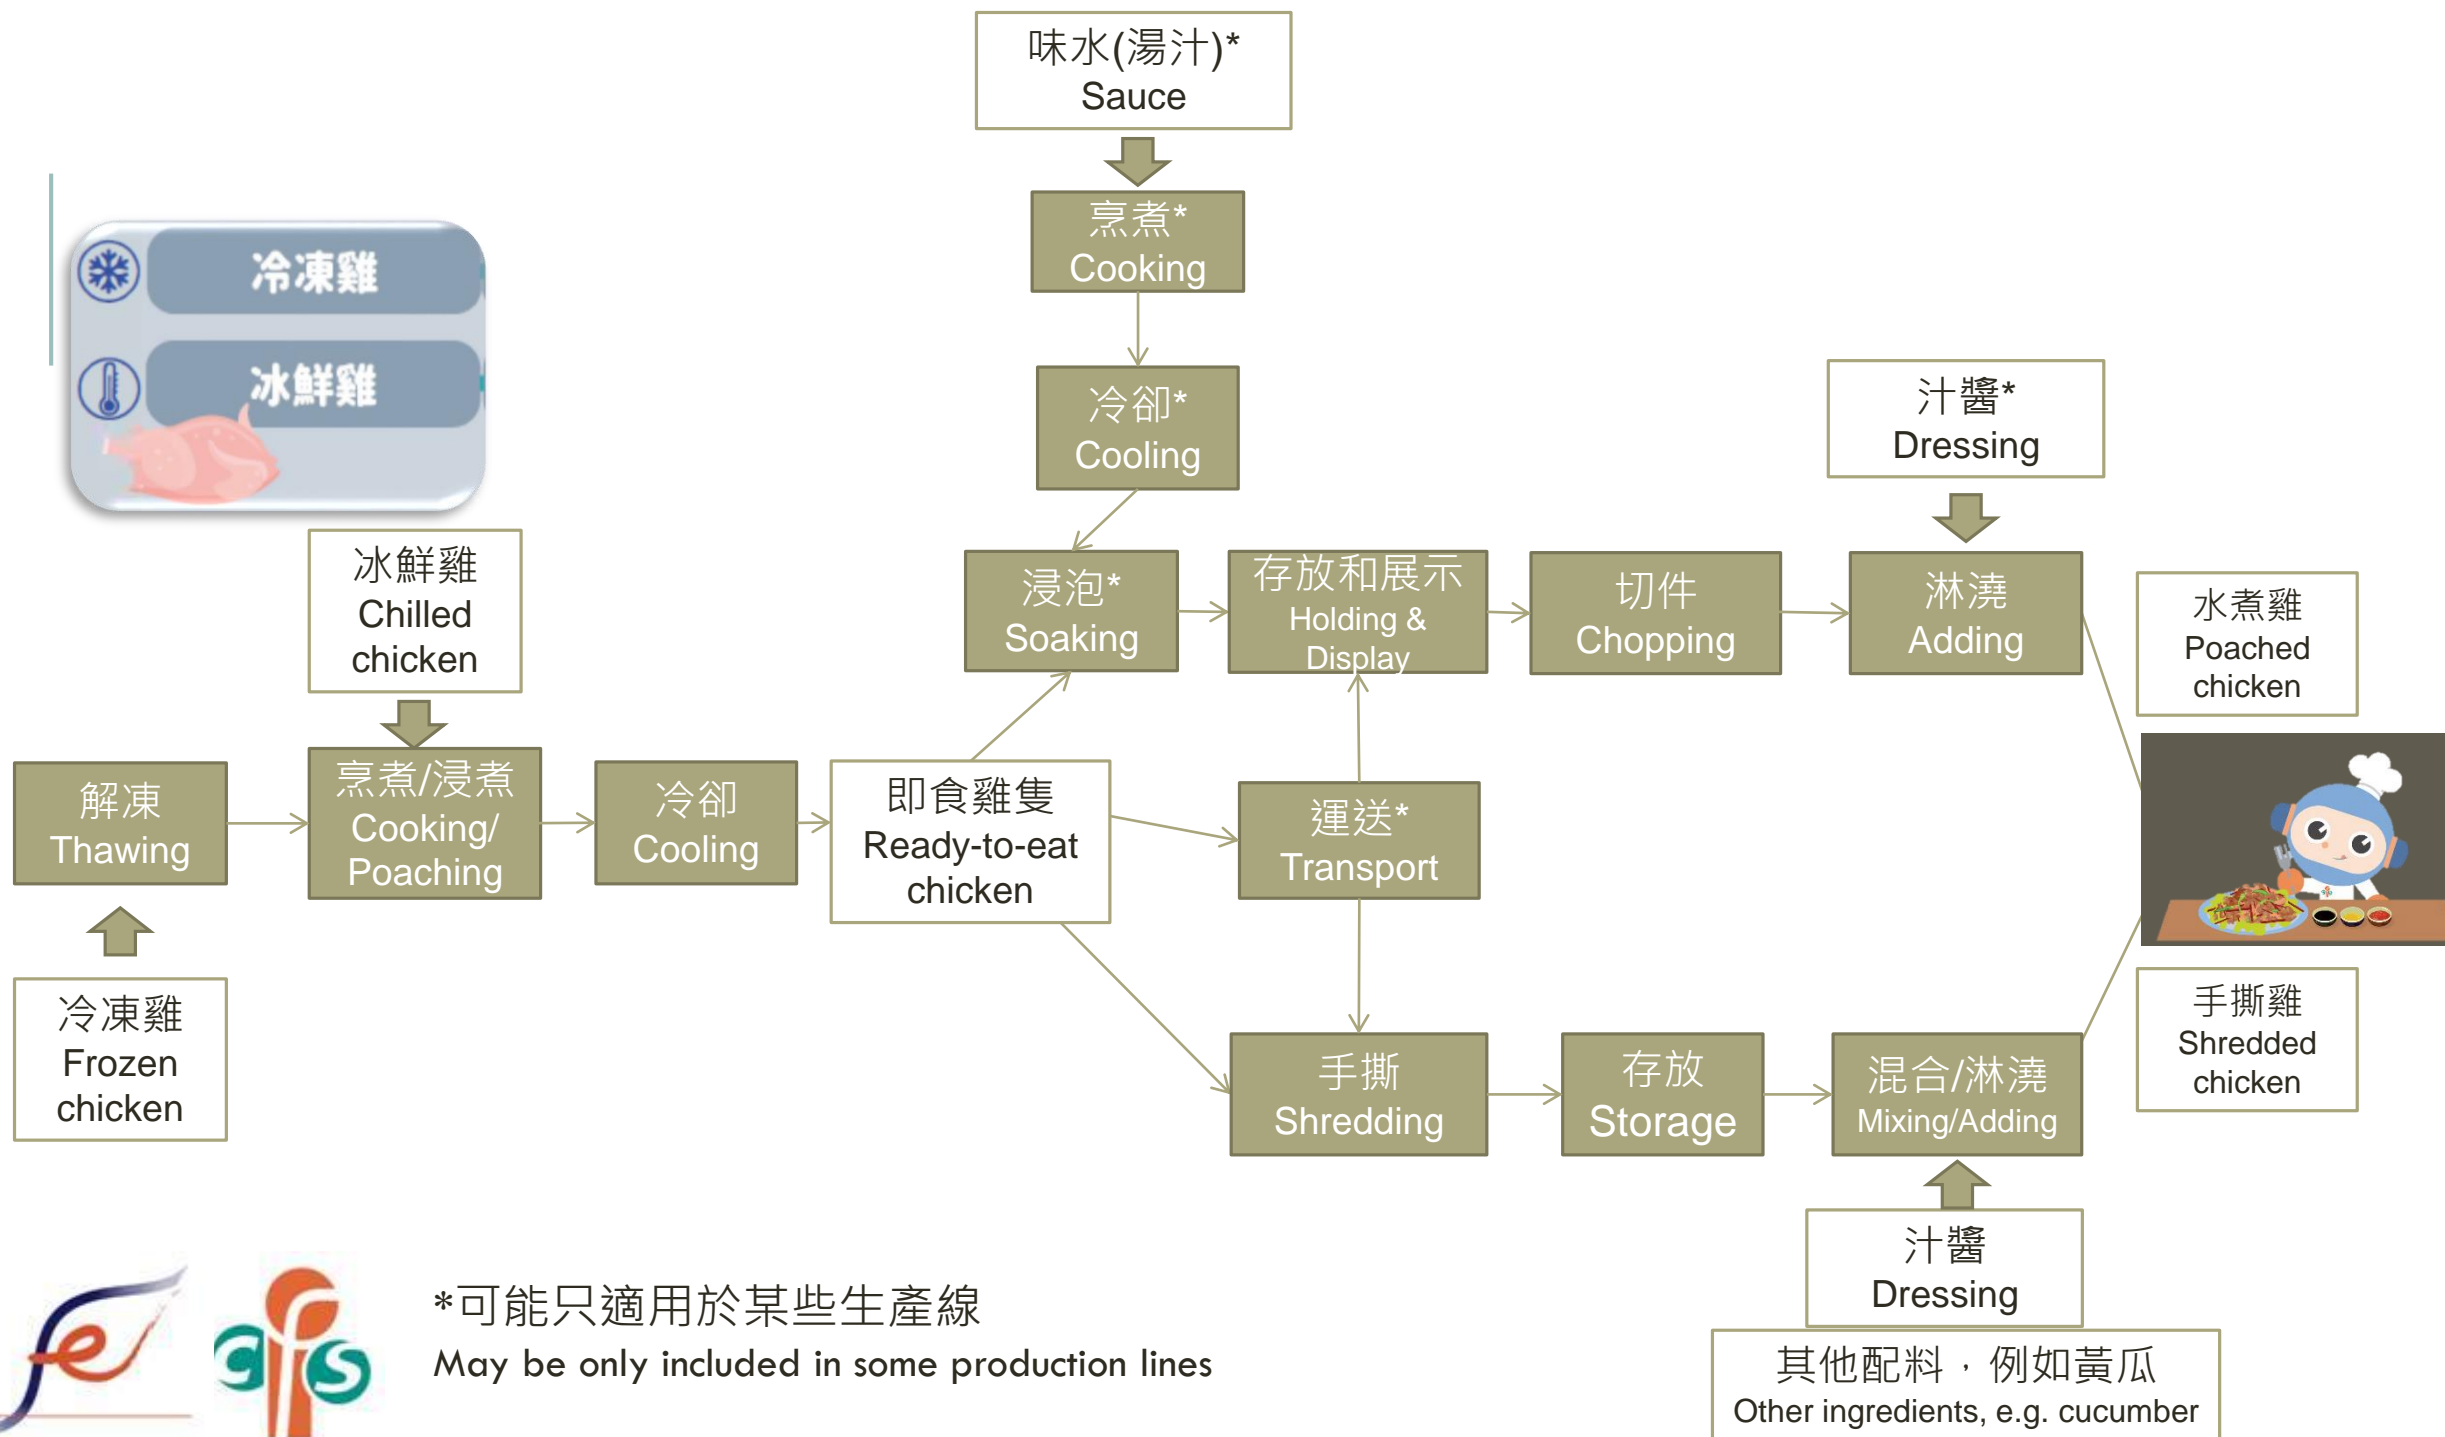 味水(湯汁)*
Sauce
烹煮*
Cooking
冷卻*
Cooling
冷凍雞
冰鮮雞
汁醬*
Dressing
冰鮮雞
Chilled
chicken
浸泡*
Soaking
存放和展示
Holding &
Display
切件
Chopping
淋澆
Adding
水煮雞
Poached
chicken
解凍
Thawing
烹煮/浸煮
Cooking/
Poaching
冷卻
Cooling
即食雞隻
Ready-to-eat
chicken
運送*
Transport
冷凍雞
Frozen
chicken
手撕
Shredding
存放
Storage
混合/淋澆
Mixing/Adding
手撕雞
Shredded
chicken
汁醬
Dressing
其他配料，例如黃瓜
Other ingredients, e.g. cucumber
fe
cfs
*可能只適用於某些生產線
May be only included in some production lines